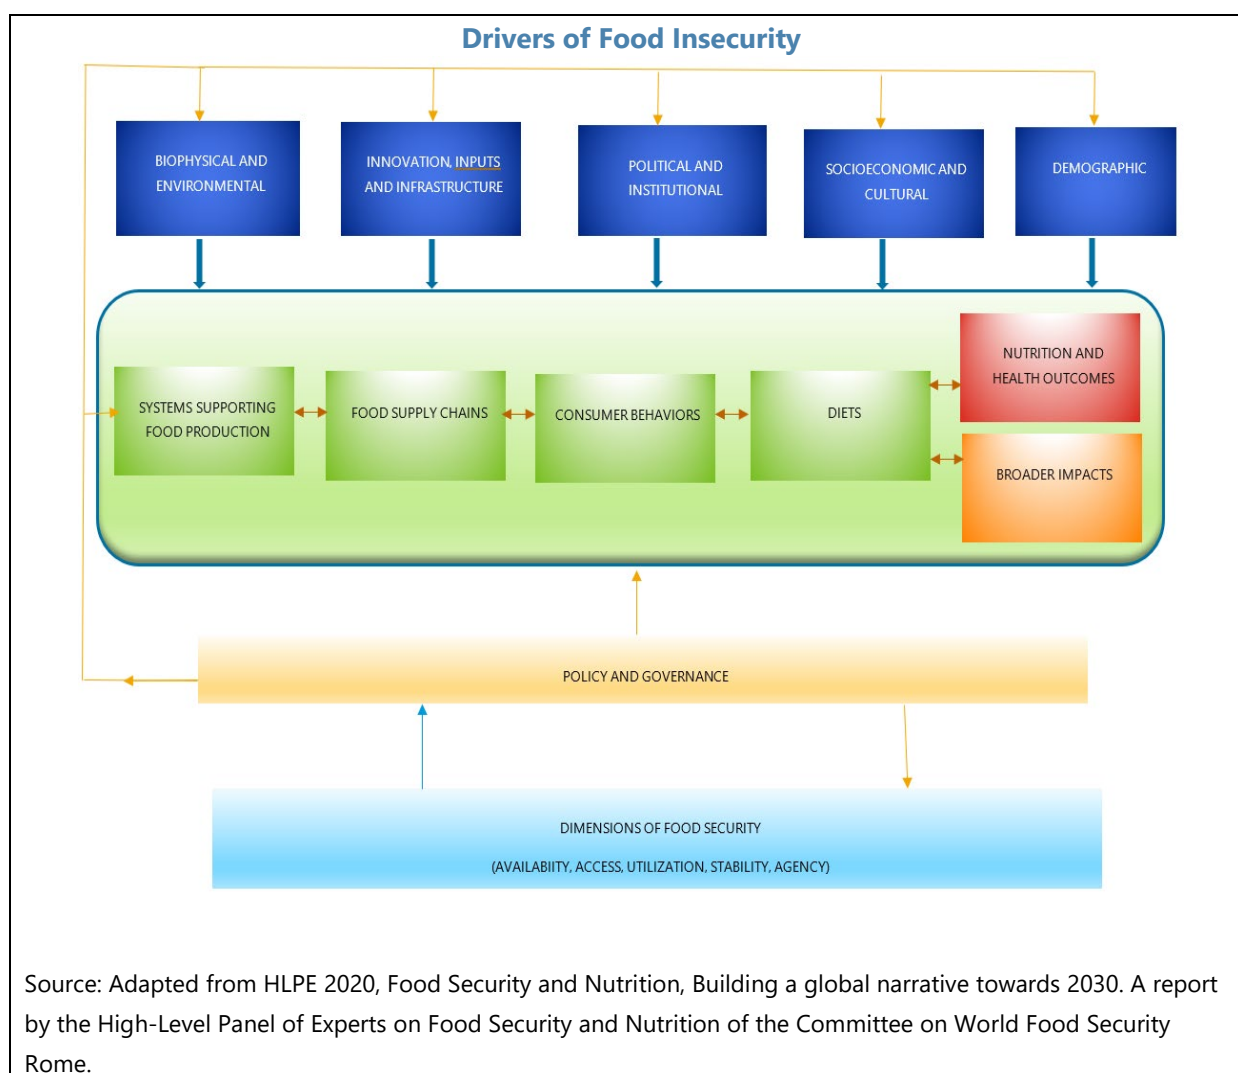 Drivers of Food Insecurity
BIOPHYSICAL AND
ENVIRONMENTAL
INNOVATION, INPUTS
AND INFRASTRUCTURE
POLITICAL AND
INSTITUTIONAL
SOCIOECONOMIC AND
CULTURAL
DEMOGRAPHIC
SYSTEMS SUPPORTING
FOOD PRODUCTION
FOOD SUPPLY CHAINS
CONSUMER BEHAVIORS
DIETS
NUTRITION AND
HEALTH OUTCOMES
BROADER IMPACTS
POLICY AND GOVERNANCE
DIMENSIONS OF FOOD SECURITY
(AVAILABIITY, ACCESS, UTILIZATION, STABILITY, AGENCY)
Source: Adapted from HLPE 2020, Food Security and Nutrition, Building a global narrative towards 2030. A report
by the High-Level Panel of Experts on Food Security and Nutrition of the Committee on World Food Security
Rome.